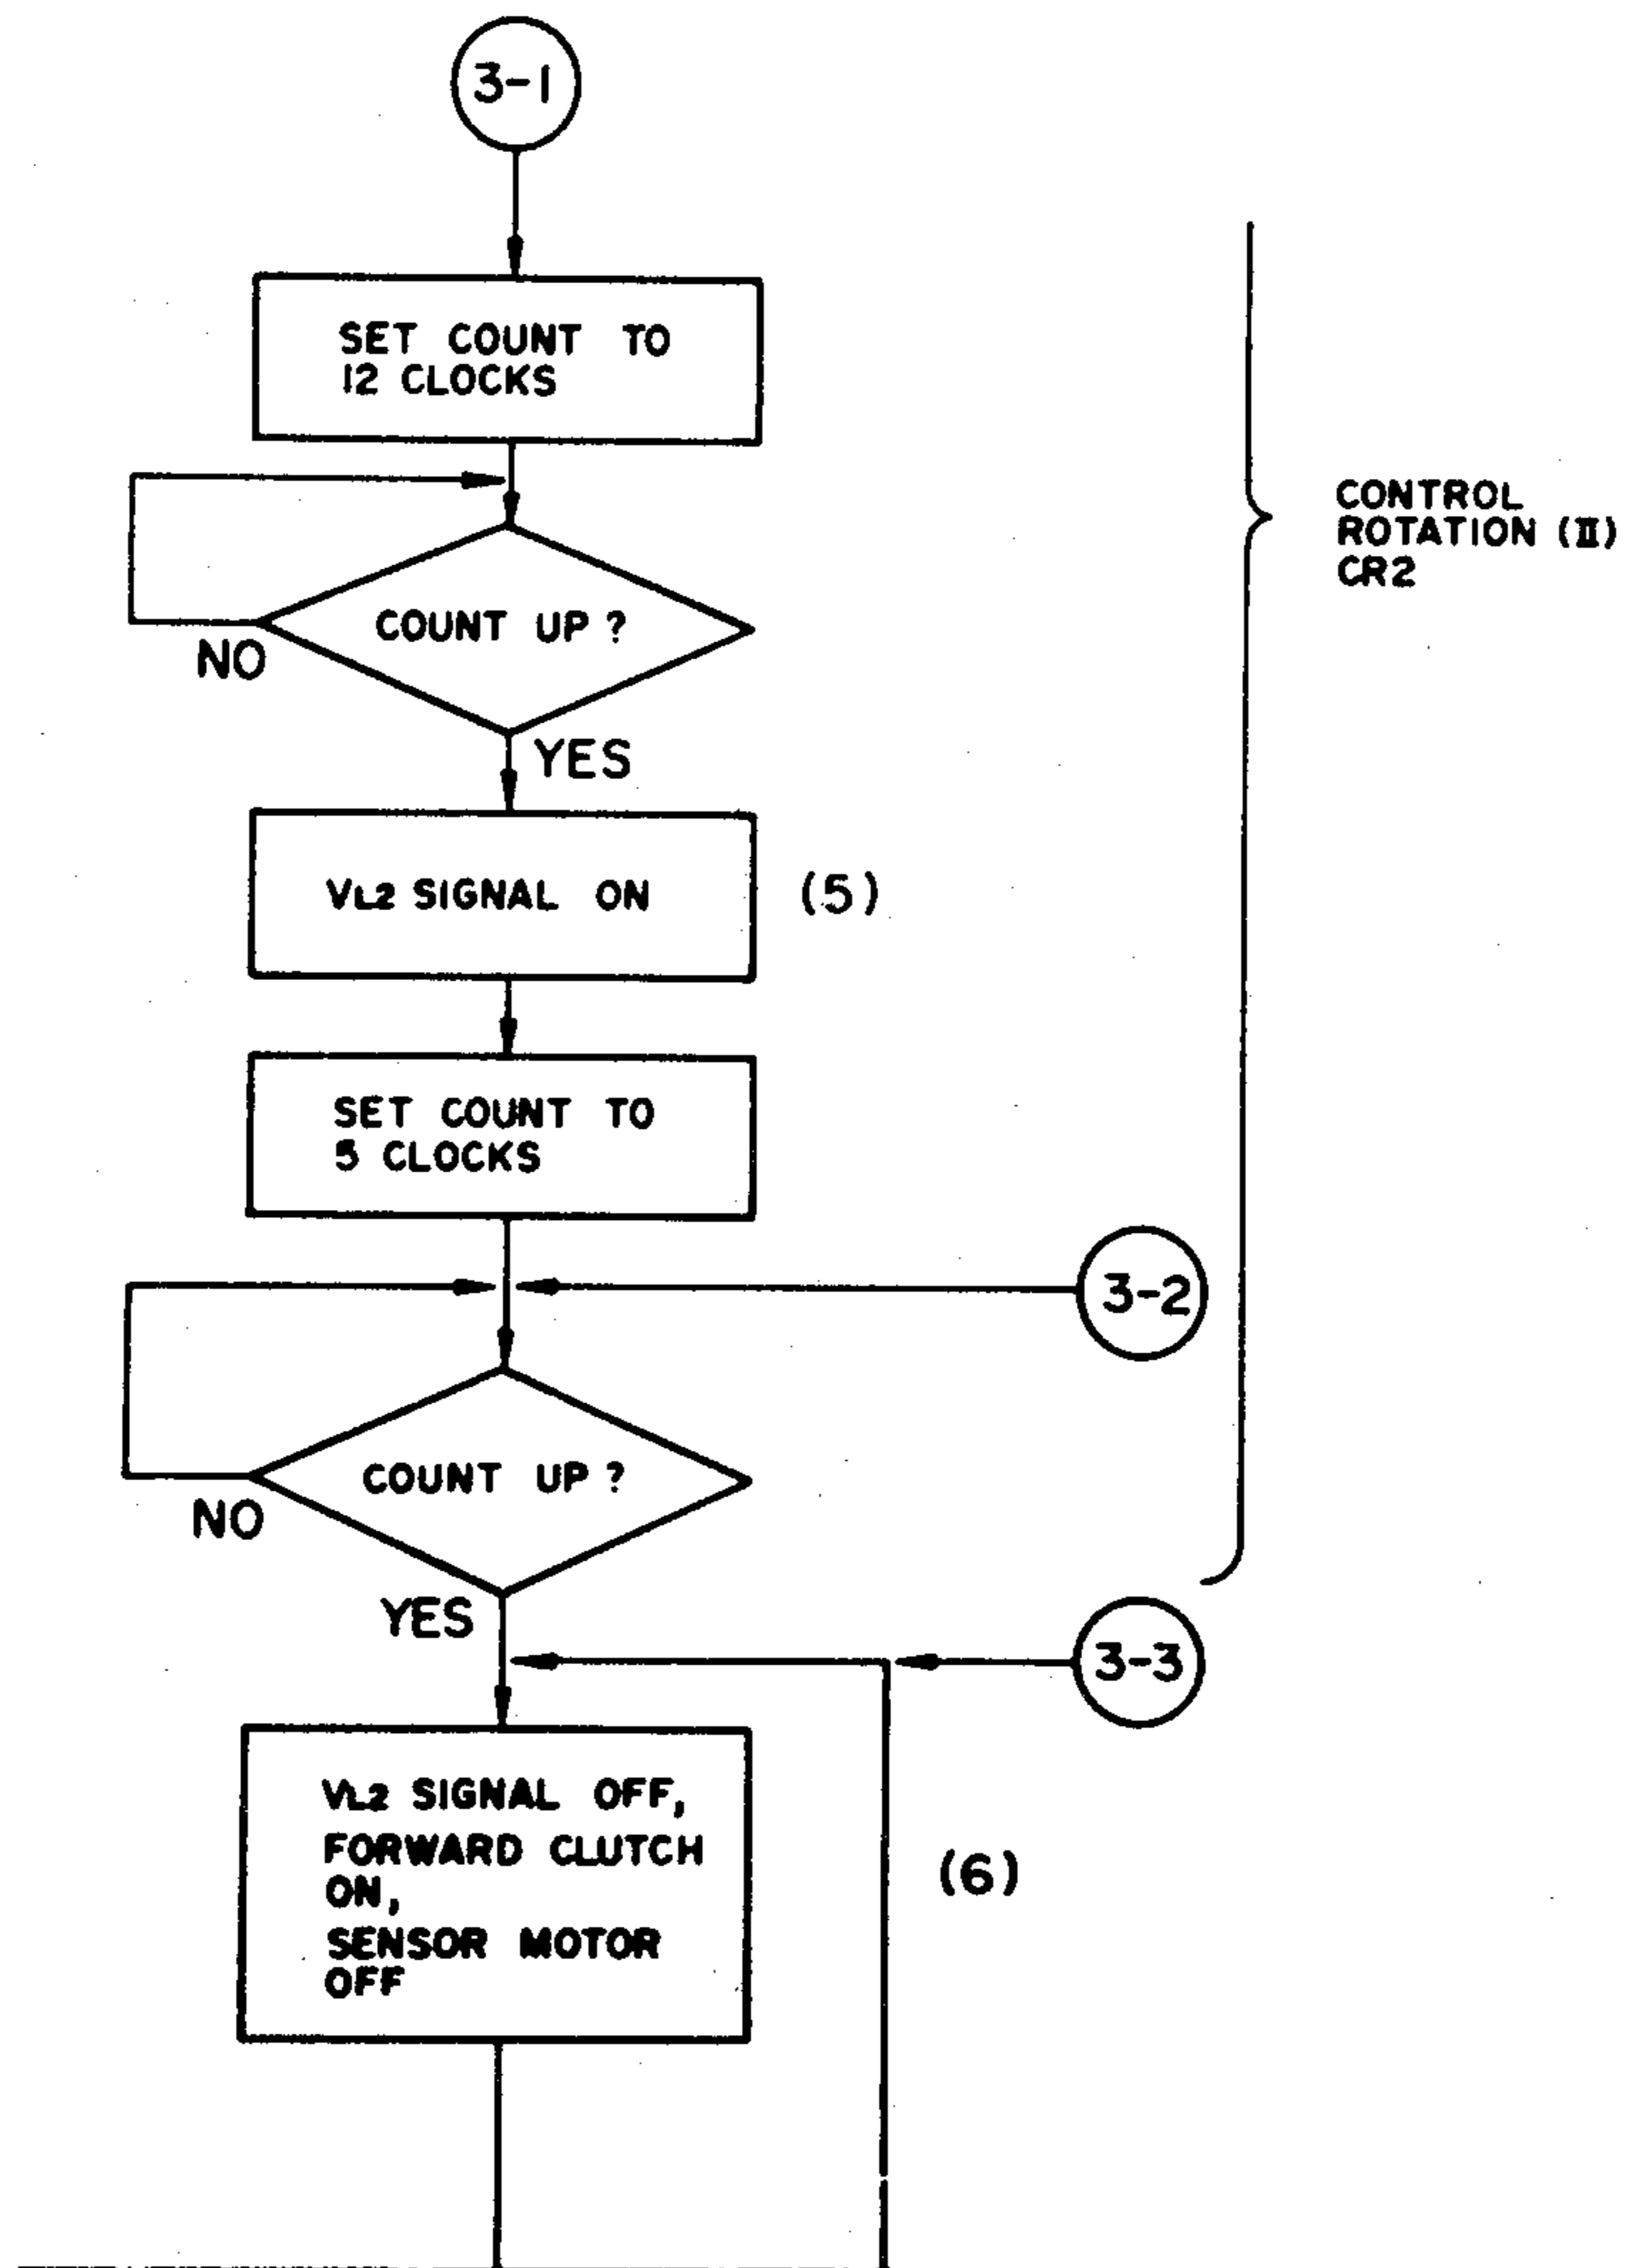 3-1
SET COUNT TO
12 CLOCKS
CONTROL
ROTATION (II)
CR2
COUNT UP ?
NO
YES
VL2 SIGNAL ON
(5)
SET COUNT TO
5 CLOCKS
3-2
COUNT UP ?
NO
YES
3-3
VL2 SIGNAL OFF,
FORWARD CLUTCH
ON,
SENSOR MOTOR
OFF
(6)